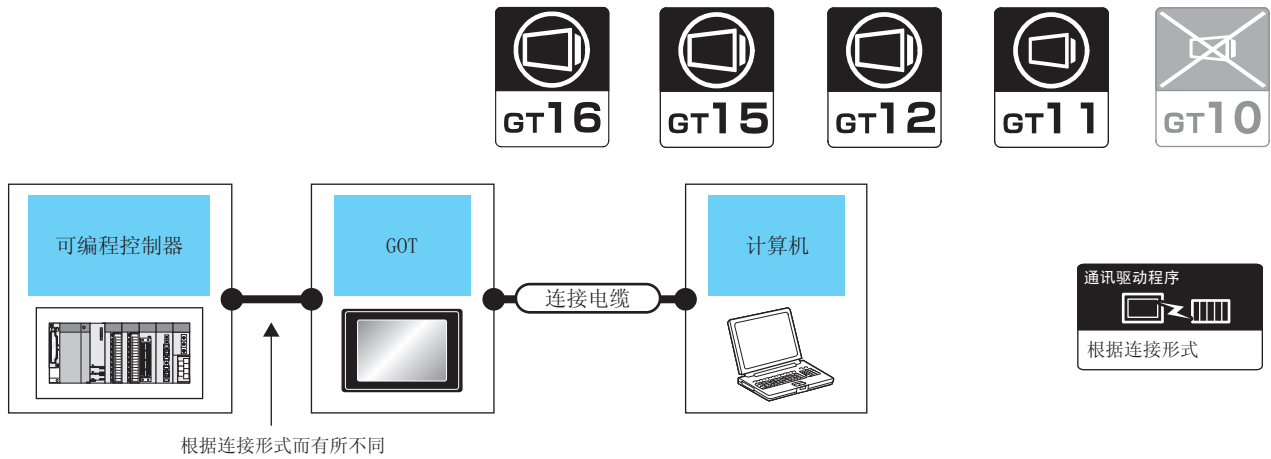 GT16
GT15
GT12
GT11
GT10
可编程控制器
GOT
连接电缆
计算机
通讯驱动程序
根据连接形式
根据连接形式而有所不同